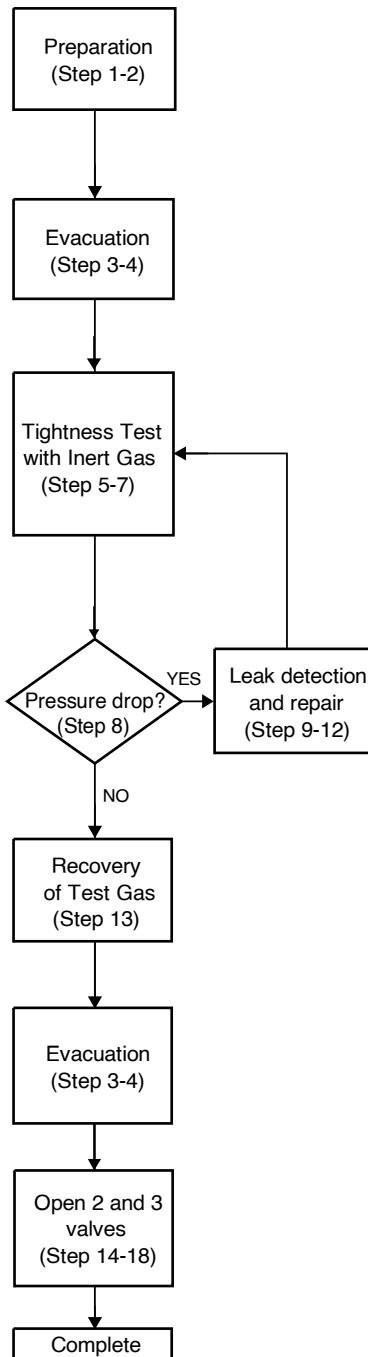 Preparation
(Step 1-2)
Evacuation
(Step 3-4)
Tightness Test
with Inert Gas
(Step 5-7)
Pressure drop?
(Step 8)
YES
Leak detection
and repair
(Step 9-12)
NO
Recovery
of Test Gas
(Step 13)
Evacuation
(Step 3-4)
Open 2 and 3
valves
(Step 14-18)
Complete